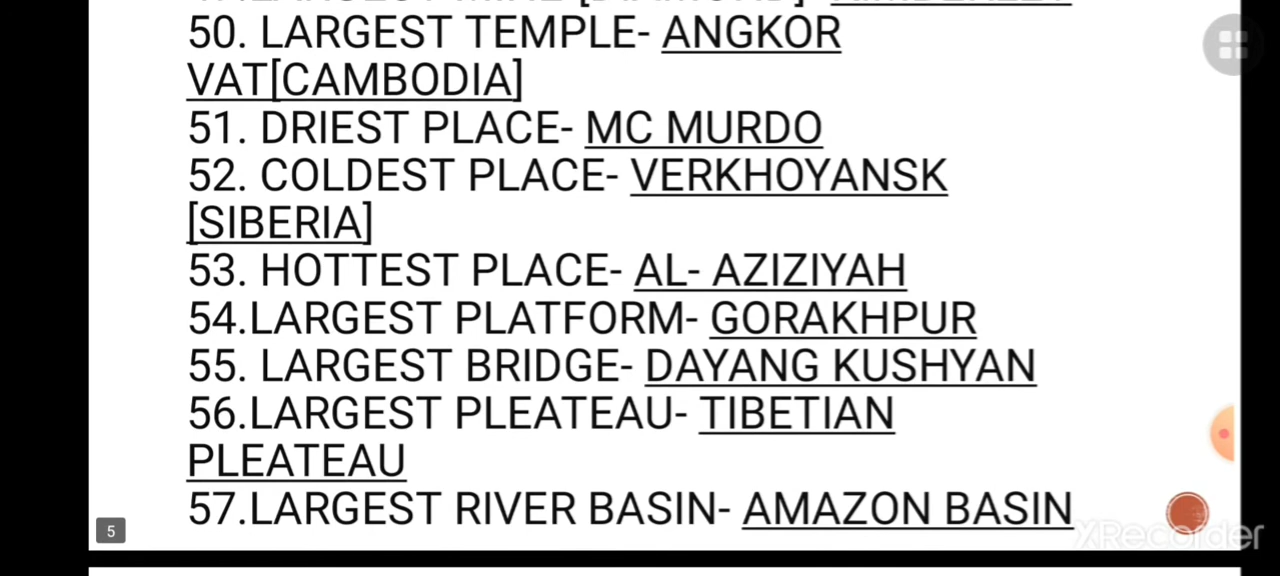 50. LARGEST TEMPLE- ANGKOR
VAT[CAMBODIA]
51. DRIEST PLACE- MC MURDO
52. COLDEST PLACE- VERKHOYANSK
[SIBERIA]
53. HOTTEST PLACE- AL- AZIZIYAH
54.LARGEST PLATFORM- GORAKHPUR
55. LARGEST BRIDGE- DAYANG KUSHYAN
56.LARGEST PLEATEAU- TIBETIAN
PLEATEAU
57.LARGEST RIVER BASIN- AMAZON BASIN
5
XRecorder